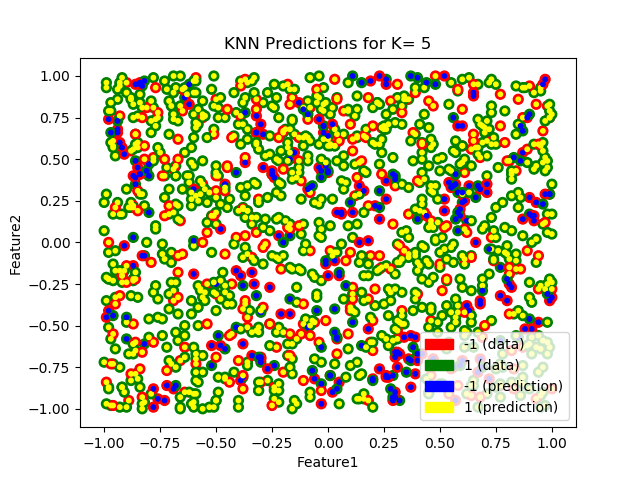 KNN Predictions for K= 5
1.00
0.75
0.50
0.25
0.00
−0.25
−0.50
−0.75
−1.00
Feature2
-1 (data)
1 (data)
-1 (prediction)
1 (prediction)
−1.00 −0.75 −0.50 −0.25 0.00 0.25 0.50 0.75 1.00
Feature1